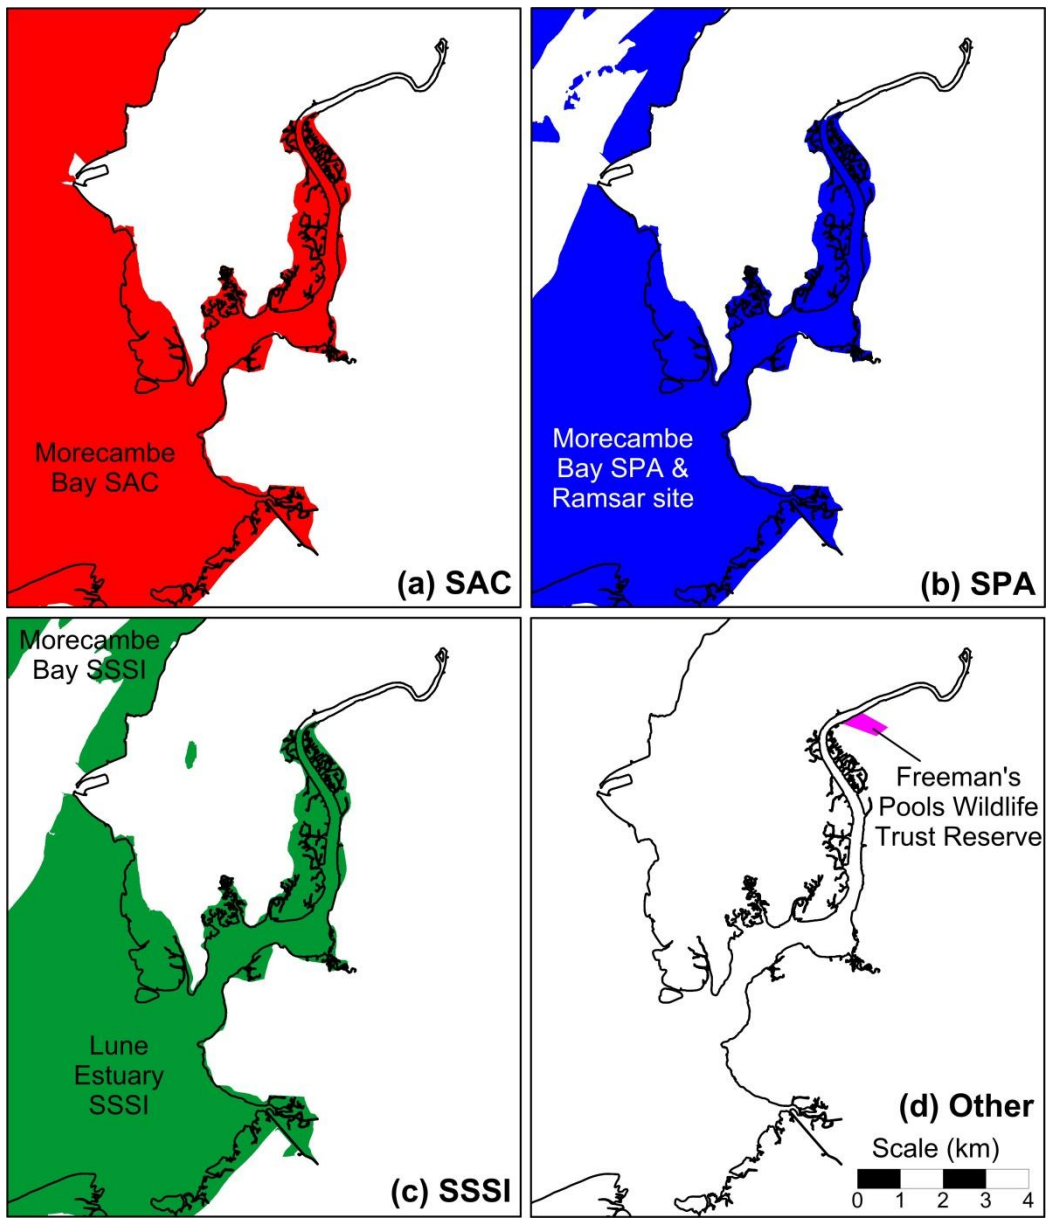 Morecambe
Bay SAC
(a) SAC
Morecambe
Bay SPA &
Ramsar site
(b) SPA
Morecambe
Bay SSSI
Lune
Estuary
SSSI
(c) SSSI
Freeman's
Pools Wildlife
Trust Reserve
(d) Other
Scale (km)
0 1 2 3 4